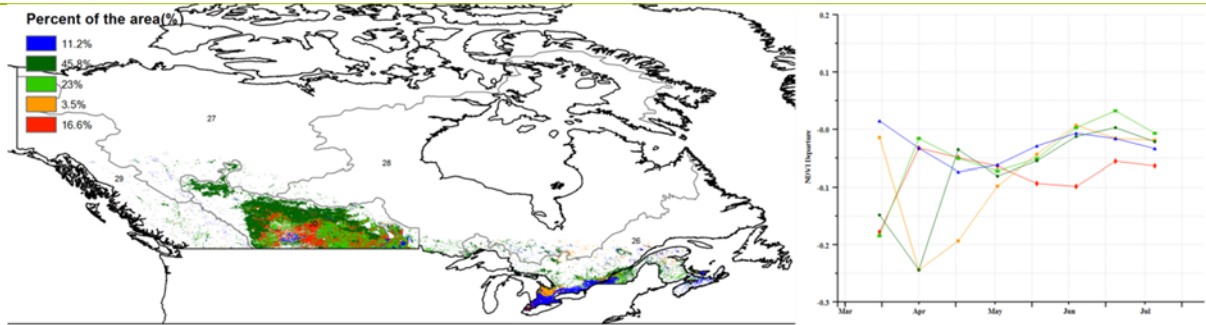 Percent of the area(%)
11.2%
45.8%
23%
3.5%
16.6%
27
28
29
26
0.2
0.1
-0.0
-0.1
-0.2
-0.3
NDVI Departure
Mar
Apr
May
Jun
Jul